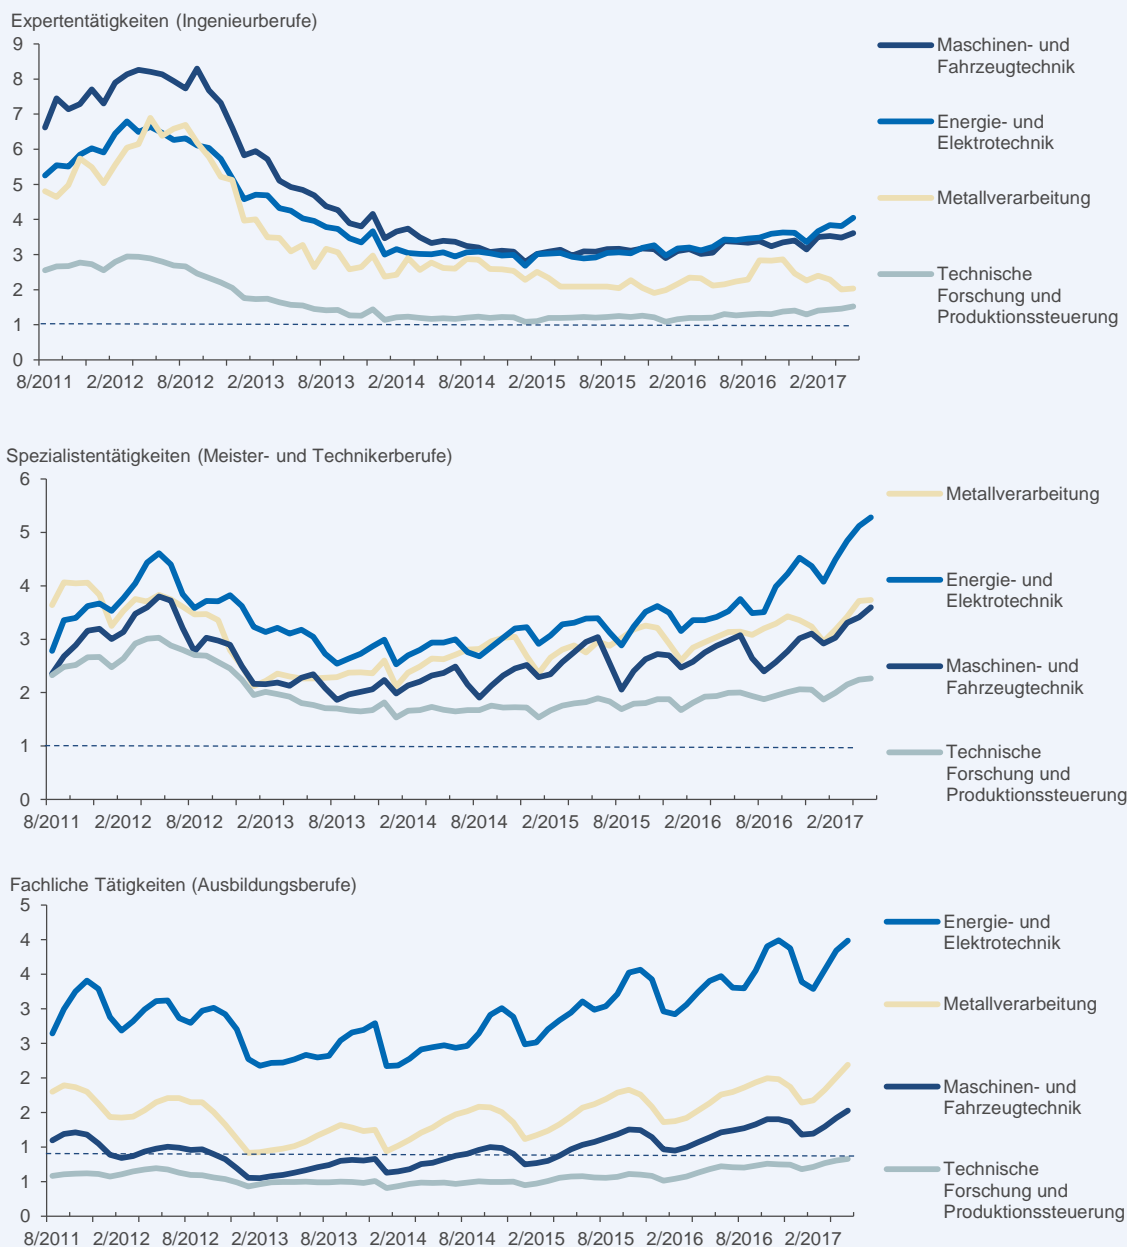 Expertentätigkeiten (Ingenieurberufe)
9
8
7
6
5
4
3
2
1
0
8/2011 2/2012 8/2012 2/2013 8/2013 2/2014 8/2014 2/2015 8/2015 2/2016 8/2016 2/2017
Maschinen- und
Fahrzeugtechnik
Energie- und
Elektrotechnik
Metallverarbeitung
Technische
Forschung und
Produktionssteuerung
Spezialistentätigkeiten (Meister- und Technikerberufe)
6
5
4
3
2
1
0
8/2011 2/2012 8/2012 2/2013 8/2013 2/2014 8/2014 2/2015 8/2015 2/2016 8/2016 2/2017
Metallverarbeitung
Energie- und
Elektrotechnik
Maschinen- und
Fahrzeugtechnik
Technische
Forschung und
Produktionssteuerung
Fachliche Tätigkeiten (Ausbildungsberufe)
5
4
4
3
3
2
2
1
1
0
8/2011 2/2012 8/2012 2/2013 8/2013 2/2014 8/2014 2/2015 8/2015 2/2016 8/2016 2/2017
Energie- und
Elektrotechnik
Metallverarbeitung
Maschinen- und
Fahrzeugtechnik
Technische
Forschung und
Produktionssteuerung